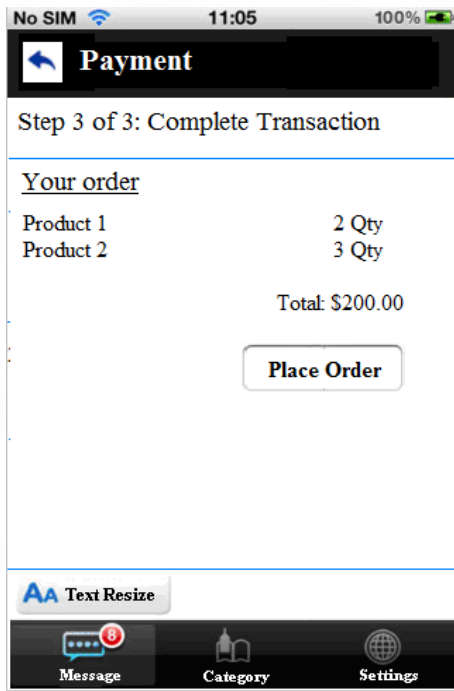 No SIM 11:05 100%
Payment
Step 3 of 3: Complete Transaction
Your order
Product 1 2 Qty
Product 2 3 Qty
Total: $200.00
Place Order
AA Text Resize
8
Message Category Settings